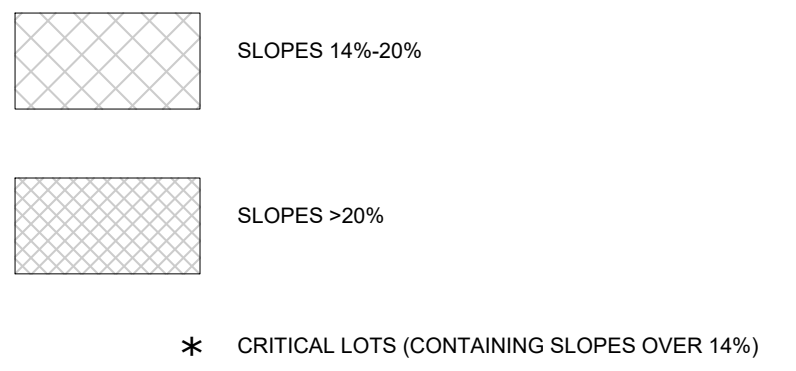 SLOPES 14%-20%
SLOPES >20%
* CRITICAL LOTS (CONTAINING SLOPES OVER 14%)